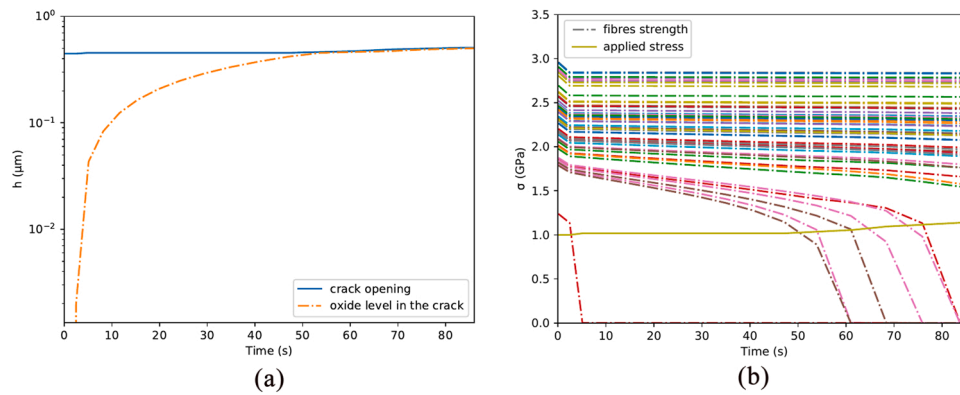 10⁰
10⁻¹
10⁻²
h (μm)
crack opening
oxide level in the crack
0 10 20 30 40 50 60 70 80
Time (s)
(a)
3.5
3.0
2.5
2.0
1.5
1.0
0.5
0.0
σ (GPa)
fibres strength
applied stress
0 10 20 30 40 50 60 70 80
Time (s)
(b)